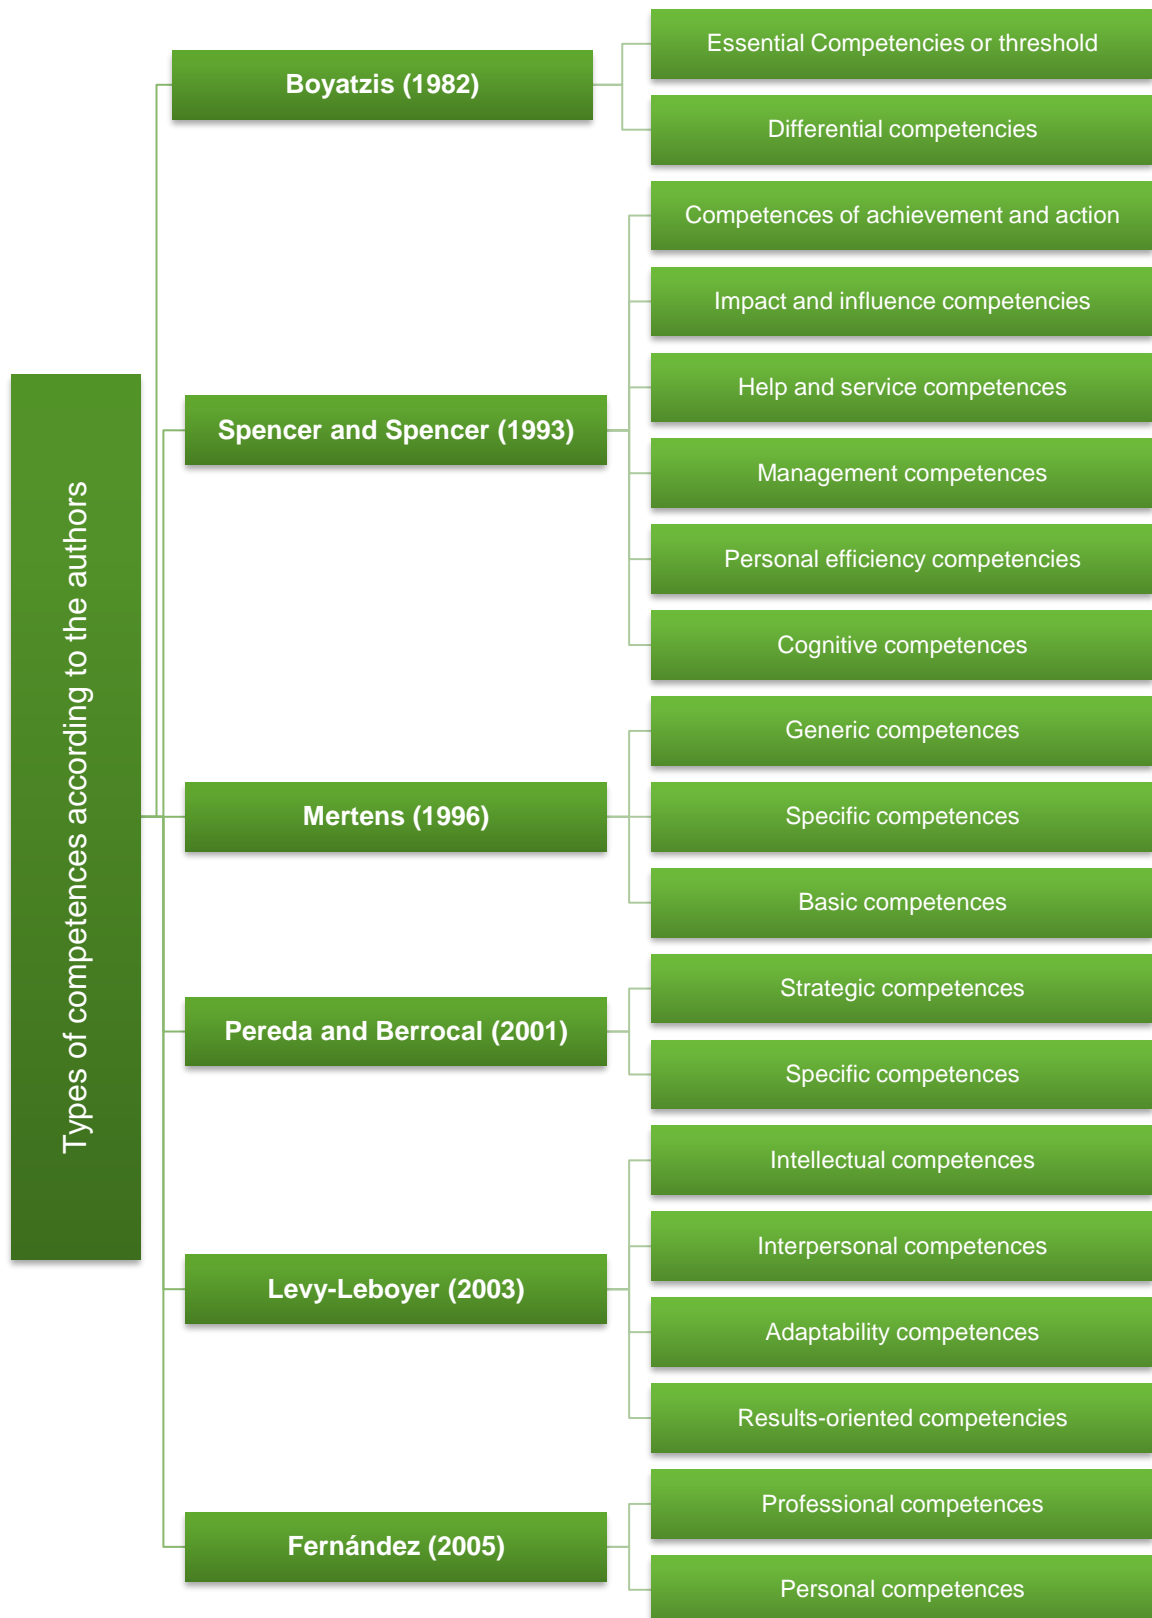 Types of competences according to the authors
Boyatzis (1982)
Essential Competencies or threshold
Differential competencies
Spencer and Spencer (1993)
Competences of achievement and action
Impact and influence competencies
Help and service competences
Management competences
Personal efficiency competencies
Cognitive competences
Mertens (1996)
Generic competences
Specific competences
Basic competences
Pereda and Berrocal (2001)
Strategic competences
Specific competences
Levy-Leboyer (2003)
Intellectual competences
Interpersonal competences
Adaptability competences
Results-oriented competencies
Fernández (2005)
Professional competences
Personal competences